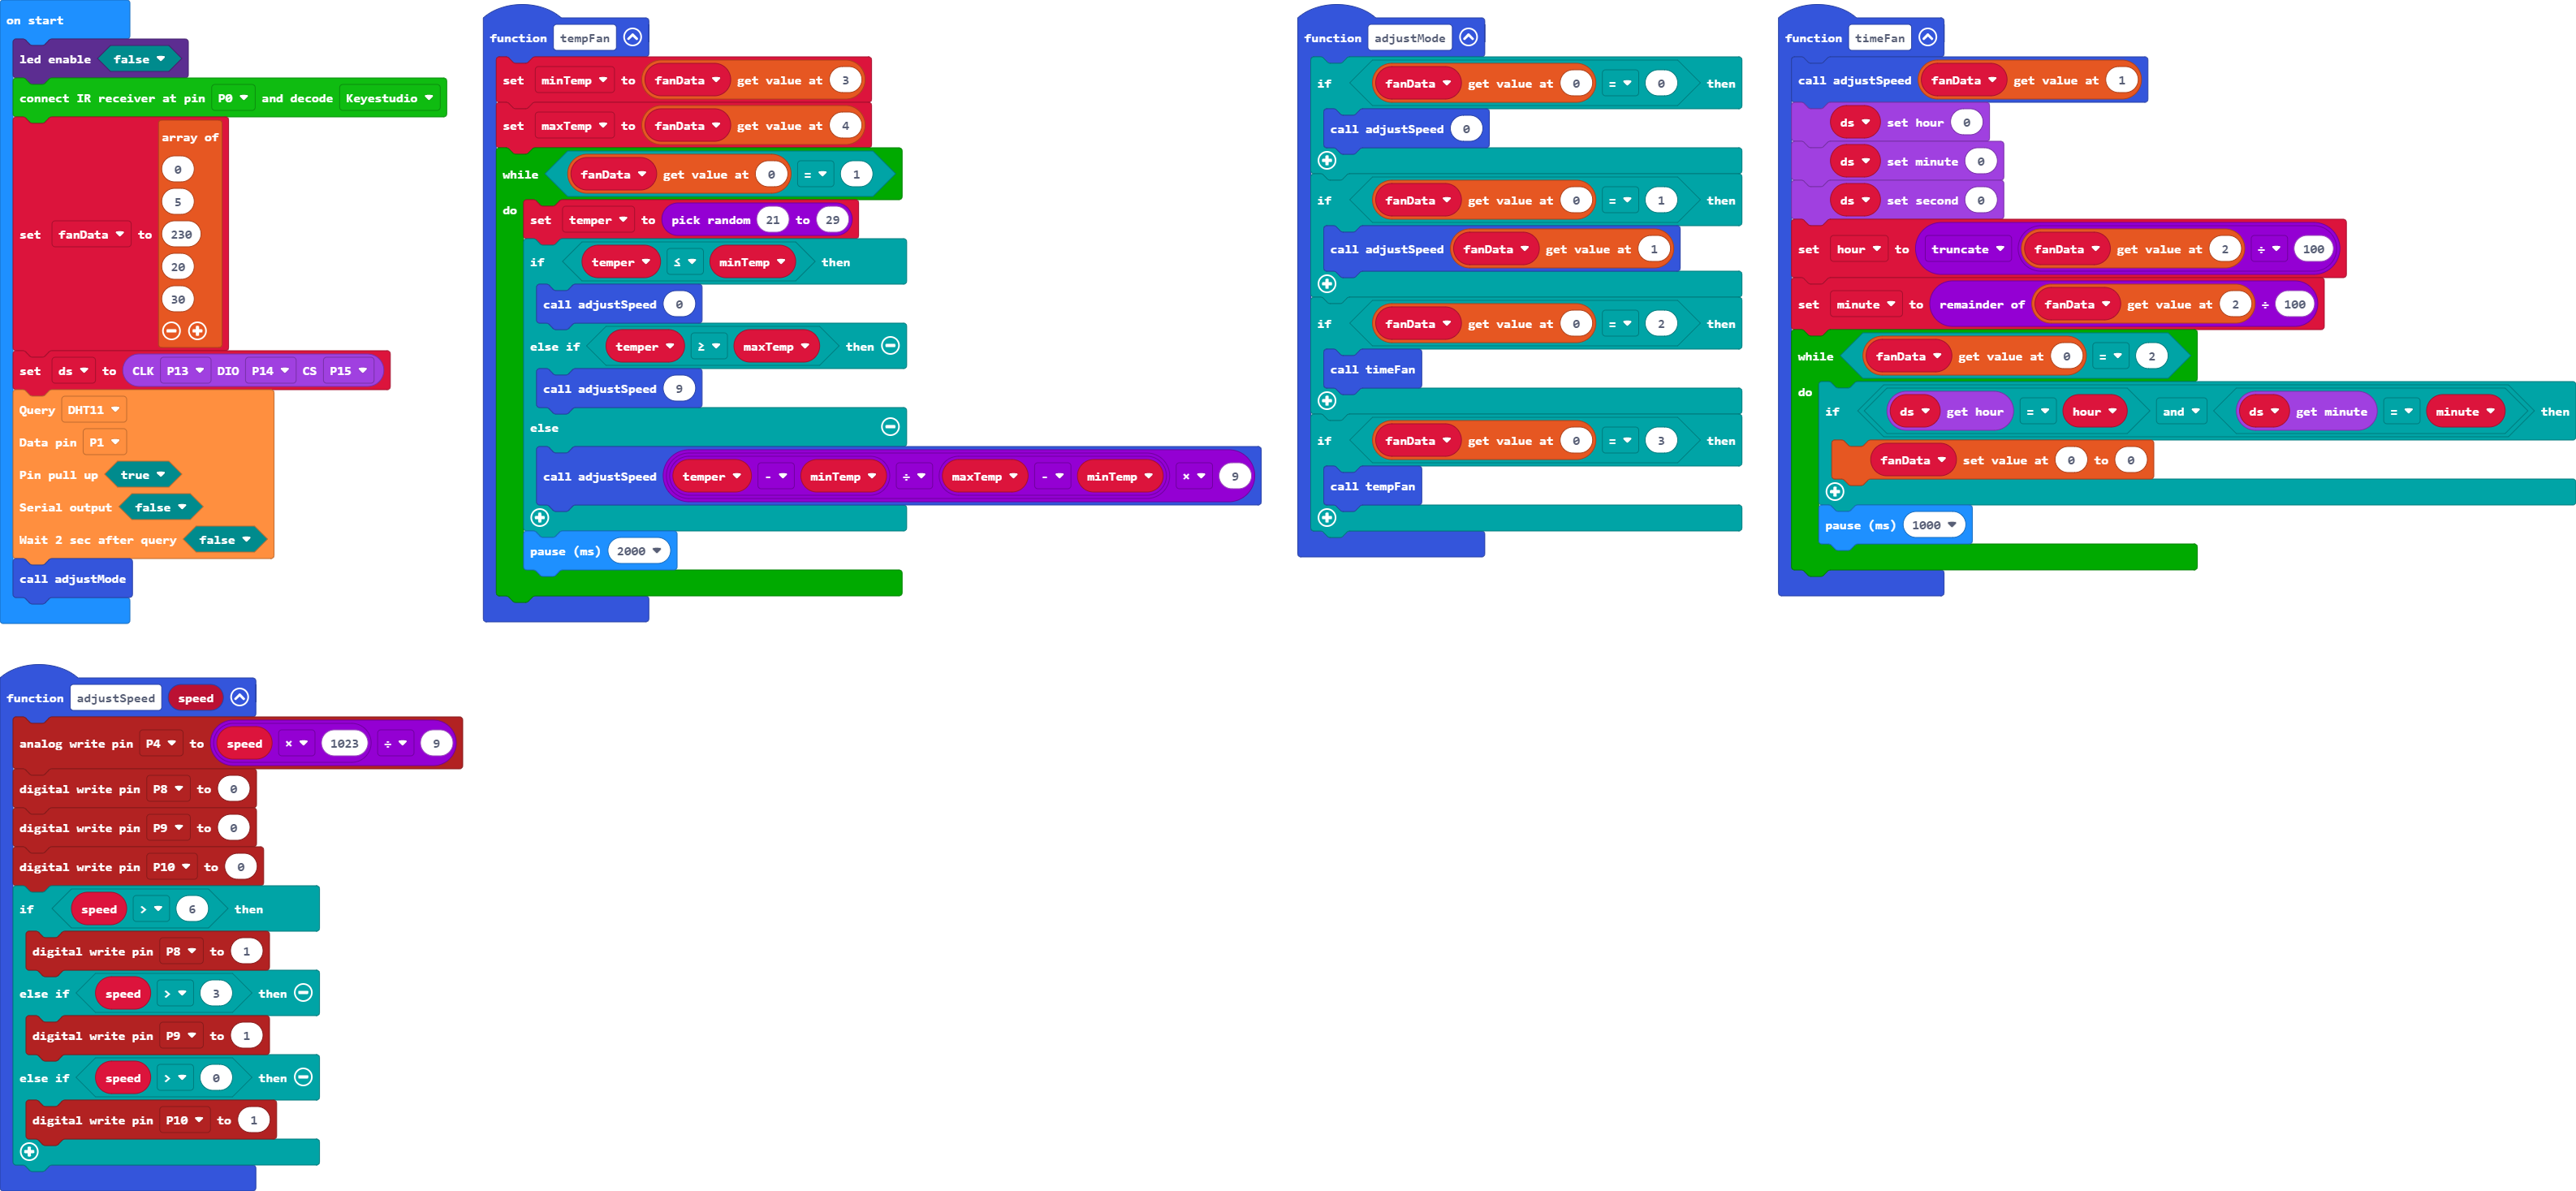 on start
led enable false
connect IR receiver at pin P0 and decode Keyestudio
set fanData to array of
0
5
230
20
30
set ds to CLK P13 DIO P14 CS P15
Query DHT11
Data pin P1
Pin pull up true
Serial output false
Wait 2 sec after query false
call adjustMode
function tempFan
set minTemp to fanData get value at 3
set maxTemp to fanData get value at 4
while fanData get value at 0 = 1
do set temper to pick random 21 to 29
if temper ≤ minTemp then
call adjustSpeed 0
else if temper ≥ maxTemp then
call adjustSpeed 9
else
call adjustSpeed temper - minTemp ÷ maxTemp - minTemp × 9
pause (ms) 2000
function adjustMode
if fanData get value at 0 = 0 then
call adjustSpeed 0
if fanData get value at 0 = 1 then
call adjustSpeed fanData get value at 1
if fanData get value at 0 = 2 then
call timeFan
if fanData get value at 0 = 3 then
call tempFan
function timeFan
call adjustSpeed fanData get value at 1
ds set hour 0
ds set minute 0
ds set second 0
set hour to truncate fanData get value at 2 ÷ 100
set minute to remainder of fanData get value at 2 ÷ 100
while fanData get value at 0 = 2
do if ds get hour = hour and ds get minute = minute then
fanData set value at 0 to 0
pause (ms) 1000
function adjustSpeed speed
analog write pin P4 to speed × 1023 ÷ 9
digital write pin P8 to 0
digital write pin P9 to 0
digital write pin P10 to 0
if speed > 6 then
digital write pin P8 to 1
else if speed > 3 then
digital write pin P9 to 1
else if speed > 0 then
digital write pin P10 to 1